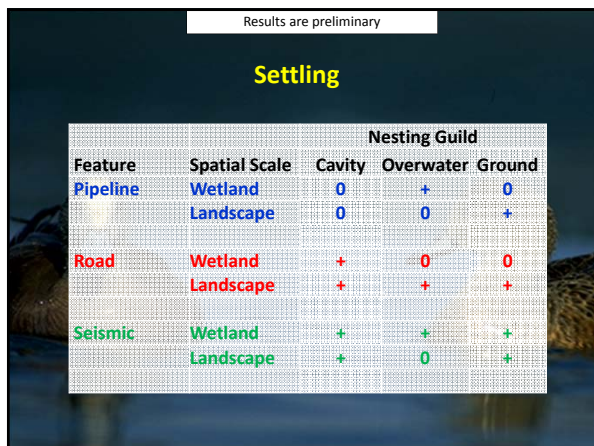 Results are preliminary
Settling
Nesting Guild
Feature Spatial Scale Cavity Overwater Ground
Pipeline Wetland 0 + 0
Landscape 0 0 +
Road Wetland + 0 0
Landscape + + +
Seismic Wetland + + +
Landscape + 0 +